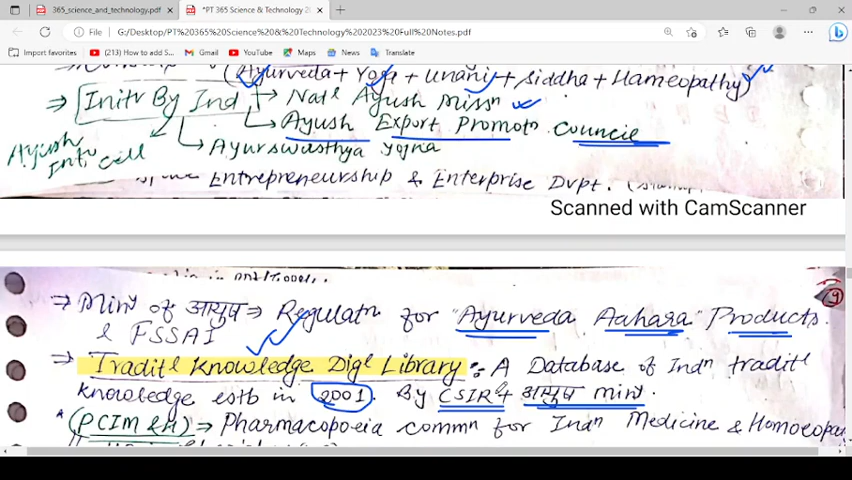 365_science_and_technology.pdf
*PT 365 Science & Technology 2
File | G:/Desktop/PT%20365%20Science%20&%20Technology%202023%20Full%20Notes.pdf
Import favorites
(213) How to add S...
Gmail
YouTube
Maps
News
Translate
(Ayurveda + Yoga + Unani + Siddha + Hameopathy)
⇒ Initv By Ind → Natl Ayush missn
Ayush Export Promotn Council
Ayush Intv cell
Ayurswasthya yojna
Entrepreneurship & Enterprise Dvpt.
Scanned with CamScanner
9
⇒ Mint of आयुष ⇒ Regulatn for "Ayurveda Aahara" Products.
& FSSAI
⇒ Traditl Knowledge Digl Library :- A Database of Indn traditl
knowledge estb in 2001. By CSIR + आयुष mint.
* (PCIM&H) ⇒ Pharmacopoeia commn for Indn Medicine & Homoeopa